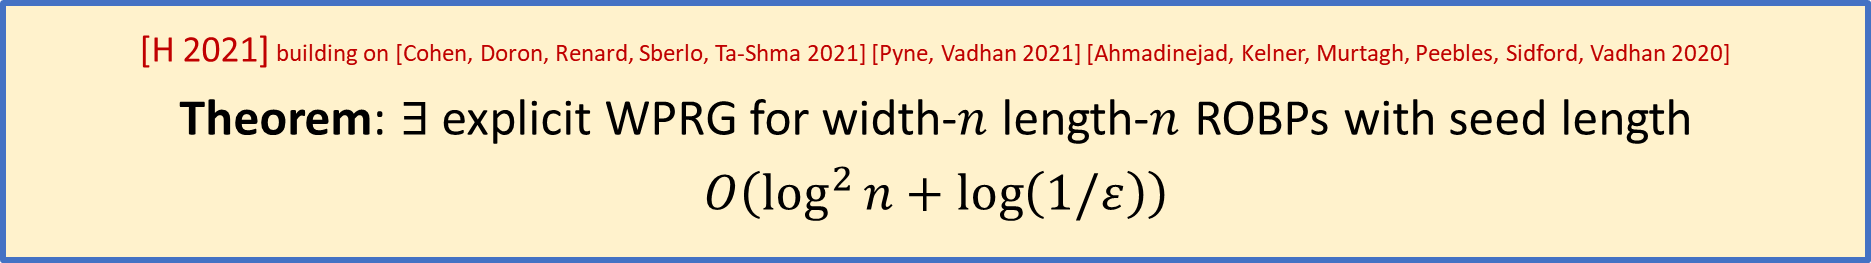 [H 2021] building on [Cohen, Doron, Renard, Sberlo, Ta-Shma 2021] [Pyne, Vadhan 2021] [Ahmadinejad, Kelner, Murtagh, Peebles, Sidford, Vadhan 2020]
Theorem: ∃ explicit WPRG for width-𝑛 length-𝑛 ROBPs with seed length
𝑂(log² 𝑛 + log(1/𝜀))